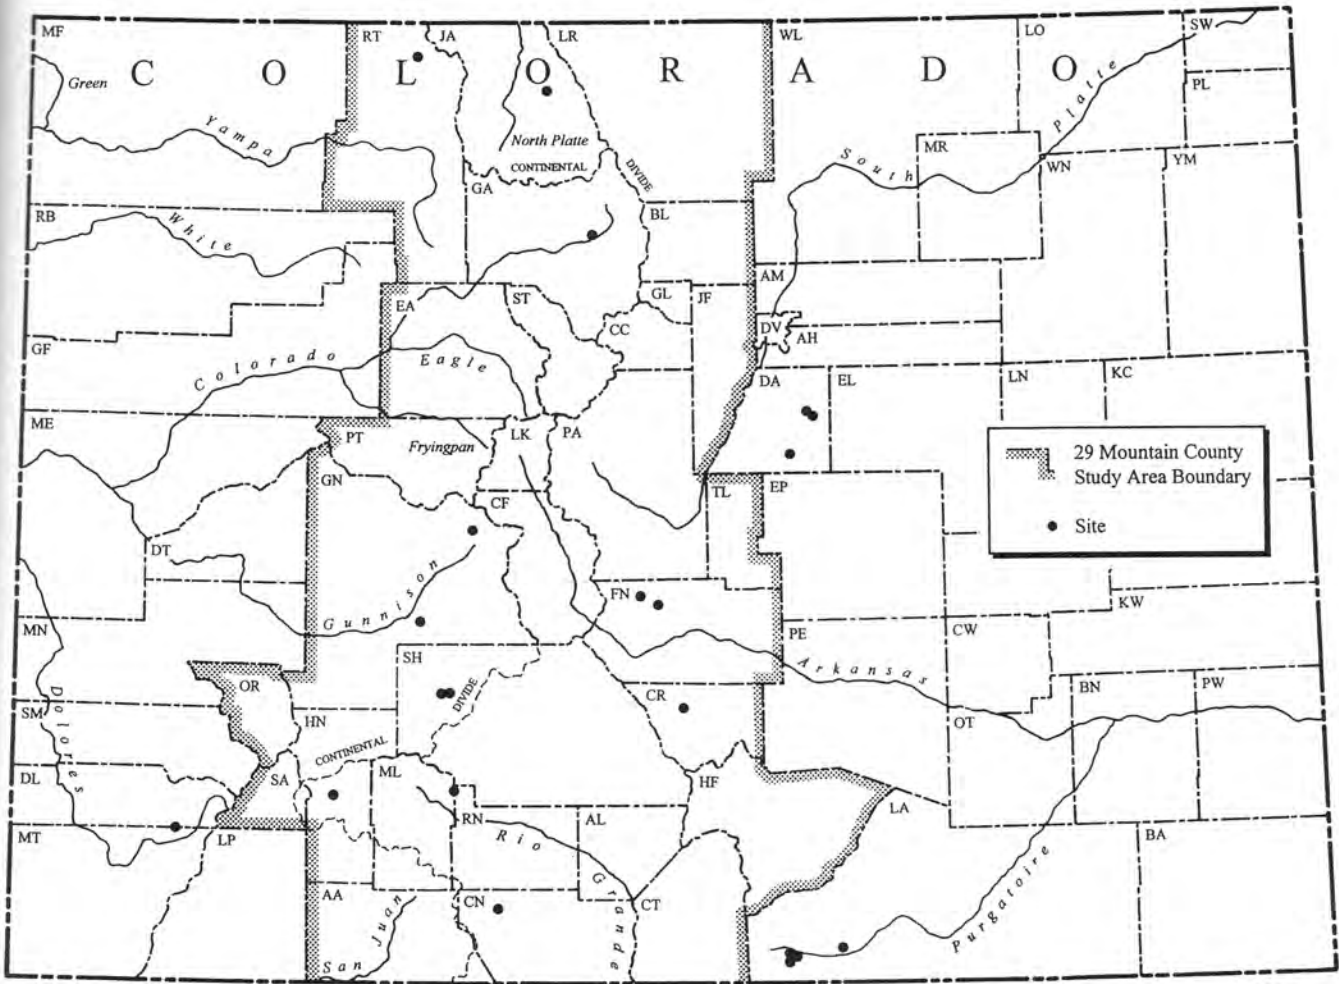 MF
RT
JA
LR
WL
LO
SW
C O L O R A D O
Green
Yampa
North Platte
CONTINENTAL
DIVIDE
South Platte
PL
MR
WN
YM
GA
RB
White
BL
AM
EA
ST
GL
JF
CC
DV
AH
GF
Colorado
Eagle
DA
EL
LN
KC
ME
PT
Fryingpan
LK
PA
29 Mountain County
Study Area Boundary
Site
GN
CF
TL
EP
DT
Gunnison
FN
KW
MN
PE
CW
SH
Arkansas
OR
DIVIDE
CR
BN
PW
Dolores
SM
HN
OT
CONTINENTAL
DL
SA
ML
HF
LA
MT
LP
RN
AL
BA
Rio Grande
AA
San Juan
CN
CT
Purgatoire